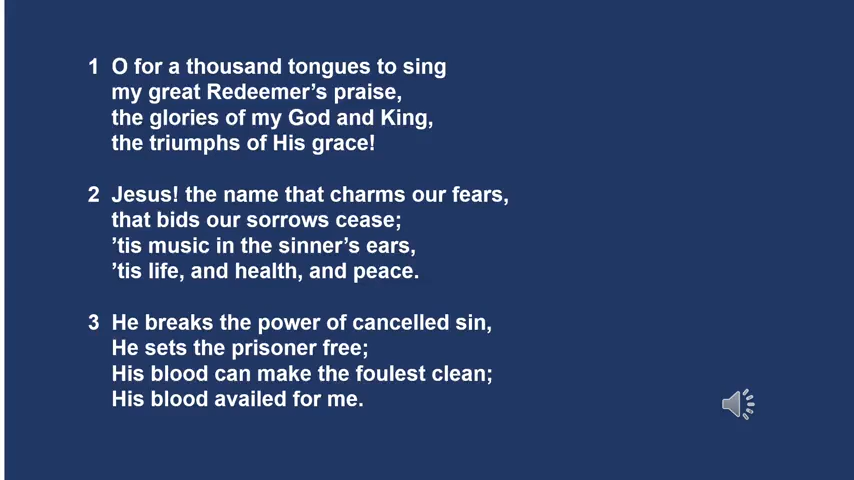 1 O for a thousand tongues to sing
my great Redeemer’s praise,
the glories of my God and King,
the triumphs of His grace!
2 Jesus! the name that charms our fears,
that bids our sorrows cease;
’tis music in the sinner’s ears,
’tis life, and health, and peace.
3 He breaks the power of cancelled sin,
He sets the prisoner free;
His blood can make the foulest clean;
His blood availed for me.